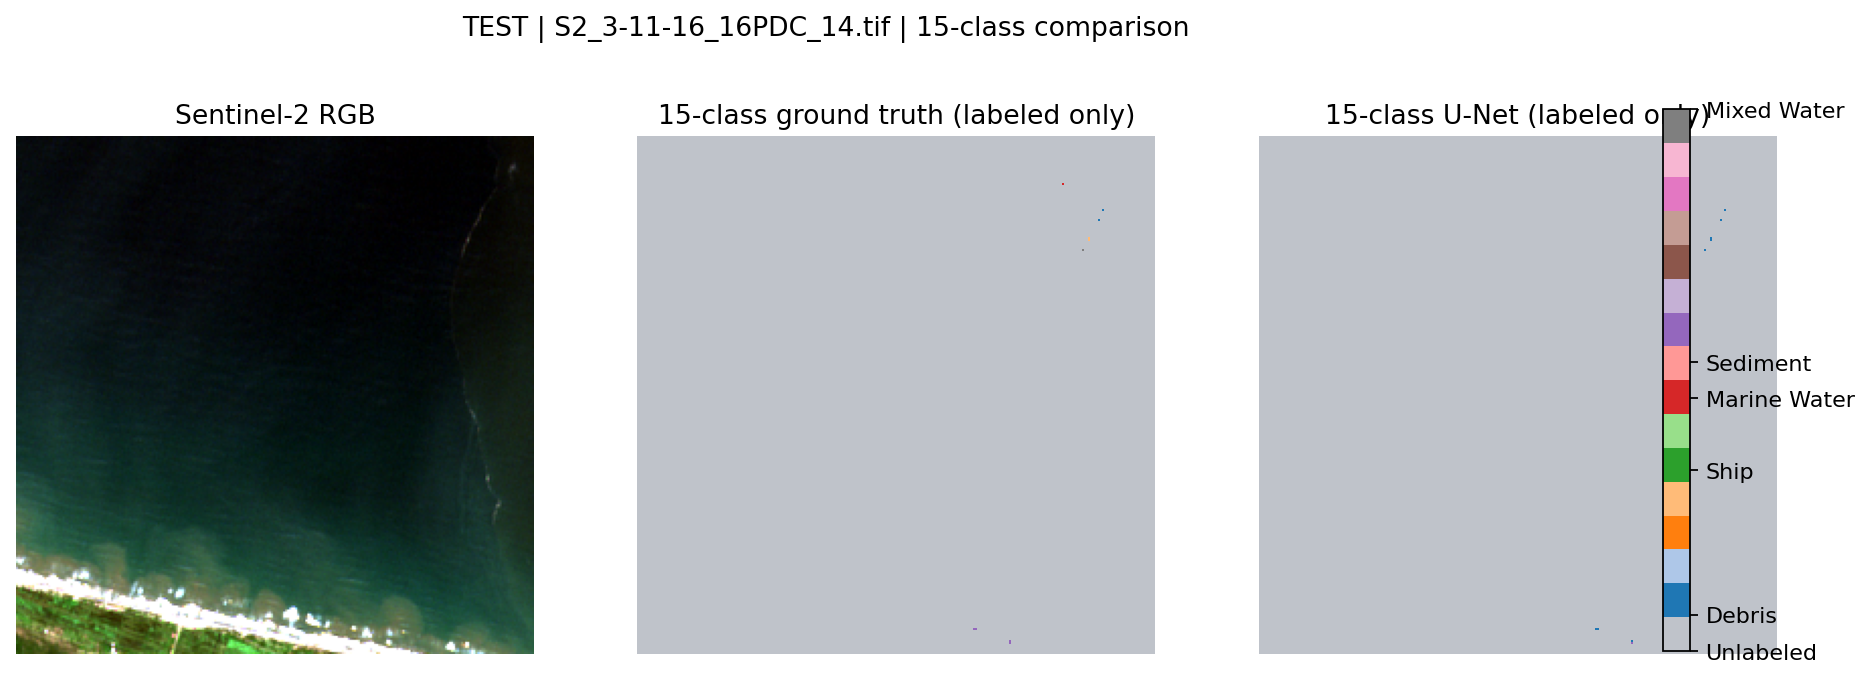 TEST | S2_3-11-16_16PDC_14.tif | 15-class comparison
Sentinel-2 RGB
15-class ground truth (labeled only)
15-class U-Net (labeled only)
Mixed Water
Sediment
Marine Water
Ship
Debris
Unlabeled